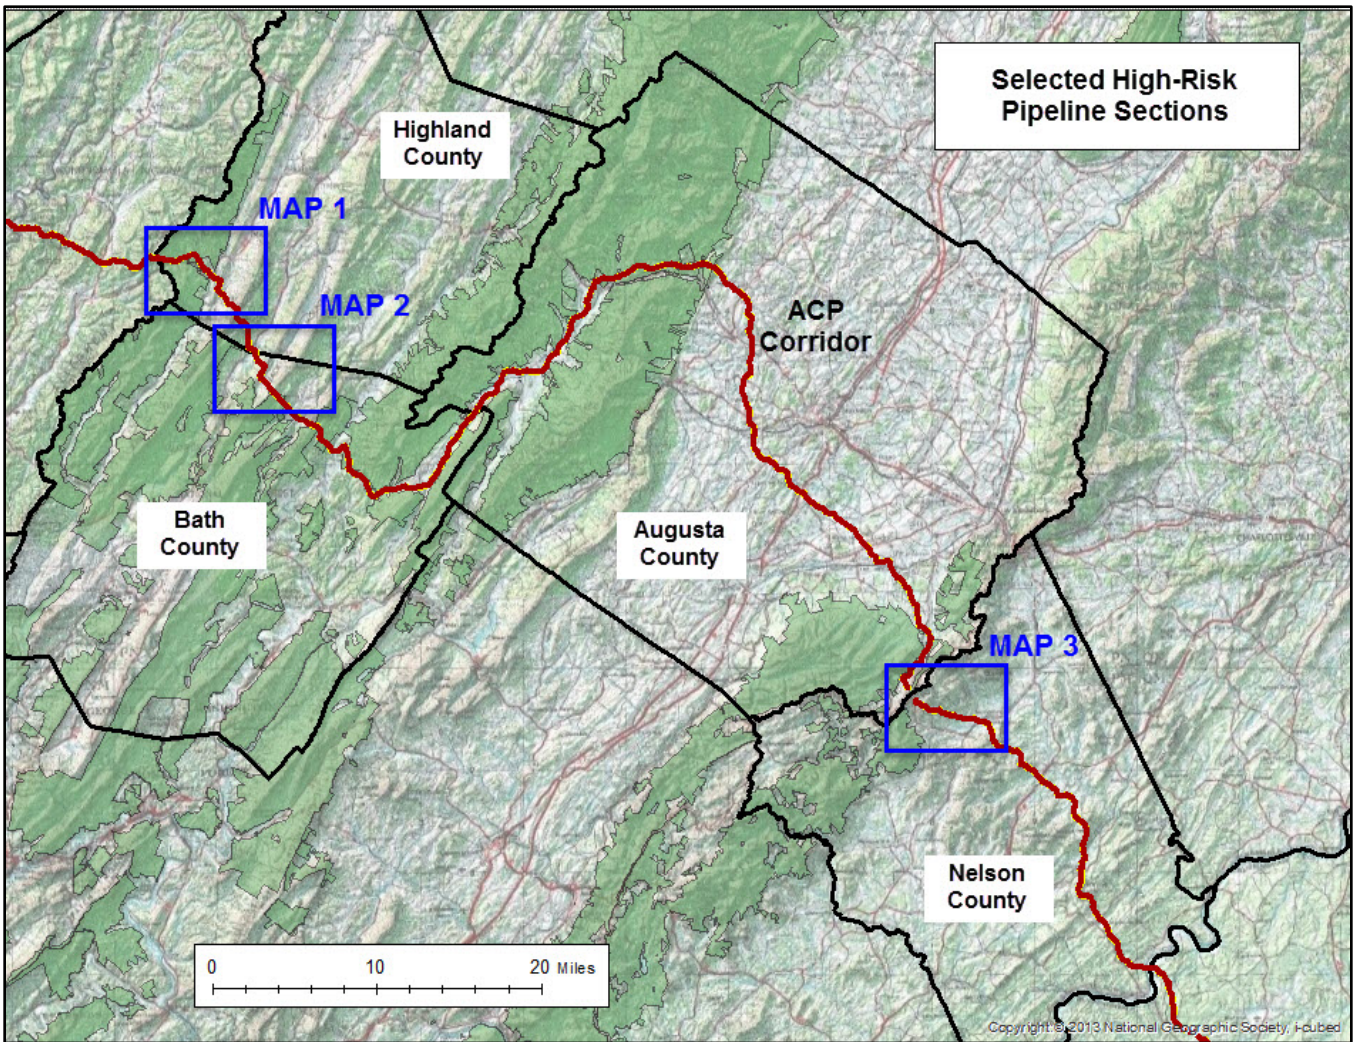 Selected High-Risk
Pipeline Sections
Highland
County
MAP 1
MAP 2
ACP
Corridor
Bath
County
Augusta
County
MAP 3
Nelson
County
0 10 20 Miles
Copyright:© 2013 National Geographic Society, i-cubed